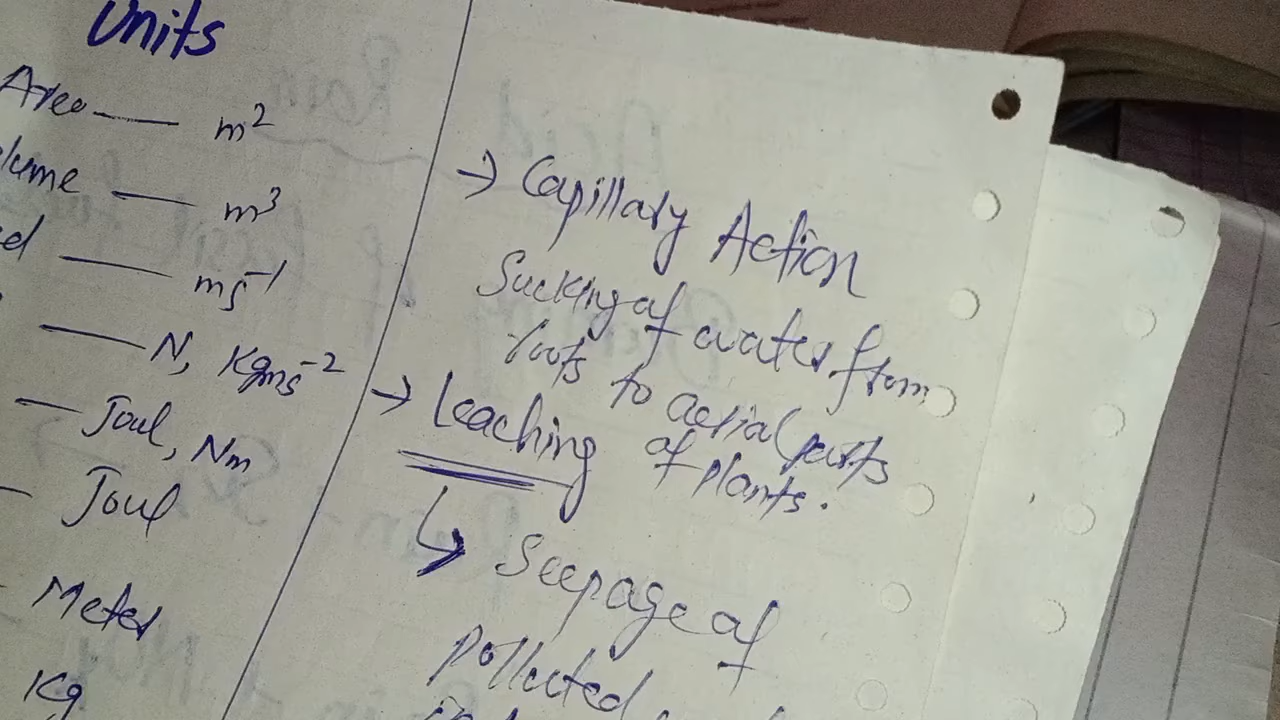 Units
Area — m²
lume — m³
ed — ms⁻¹
— N, Kgms⁻²
— Joul, Nm
— Joul
Meter
Kg
→ Capillary Action
Sucking of water from
roots to aerial parts
of plants.
→ Leaching
↳ Seepage of
polluted